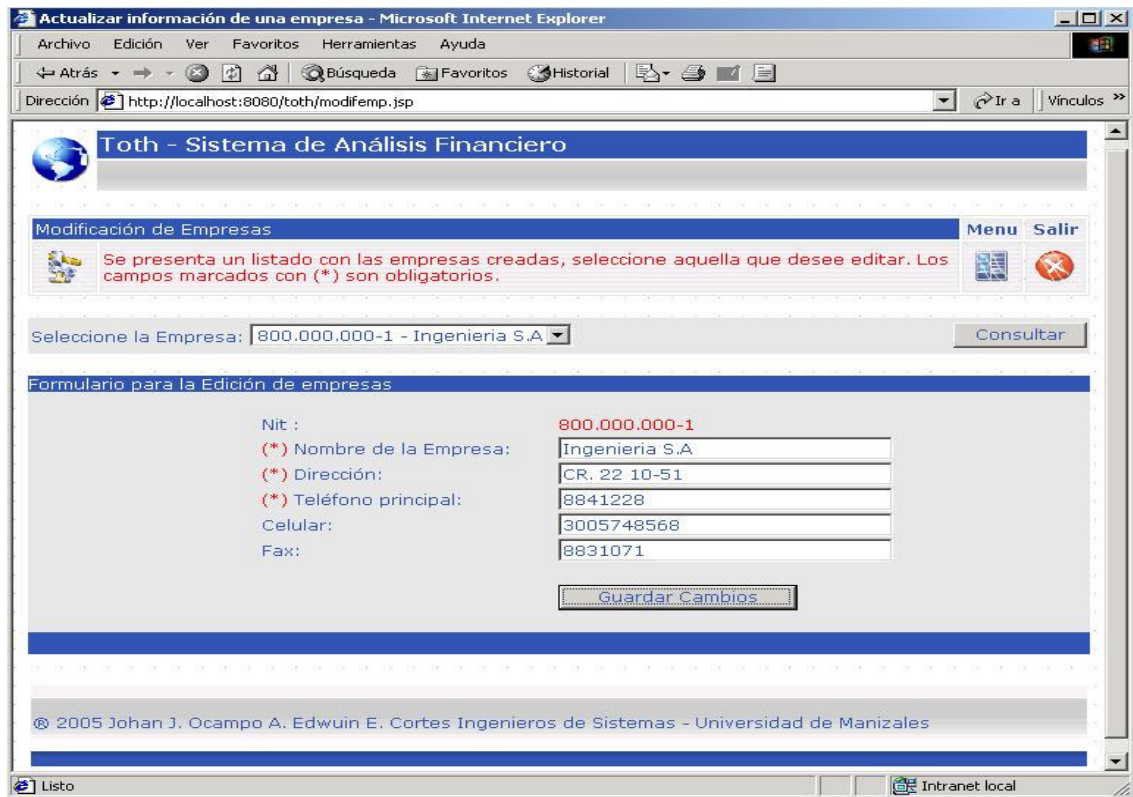 Actualizar información de una empresa - Microsoft Internet Explorer
Archivo Edición Ver Favoritos Herramientas Ayuda
Atrás Búsqueda Favoritos Historial
Dirección http://localhost:8080/toth/modifemp.jsp Ir a Vínculos »
Toth - Sistema de Análisis Financiero
Modificación de Empresas Menu Salir
Se presenta un listado con las empresas creadas, seleccione aquella que desee editar. Los
campos marcados con (*) son obligatorios.
Seleccione la Empresa: 800.000.000-1 - Ingenieria S.A Consultar
Formulario para la Edición de empresas
Nit : 800.000.000-1
(*) Nombre de la Empresa: Ingenieria S.A
(*) Dirección: CR. 22 10-51
(*) Teléfono principal: 8841228
Celular: 3005748568
Fax: 8831071
Guardar Cambios
® 2005 Johan J. Ocampo A. Edwuin E. Cortes Ingenieros de Sistemas - Universidad de Manizales
Listo Intranet local